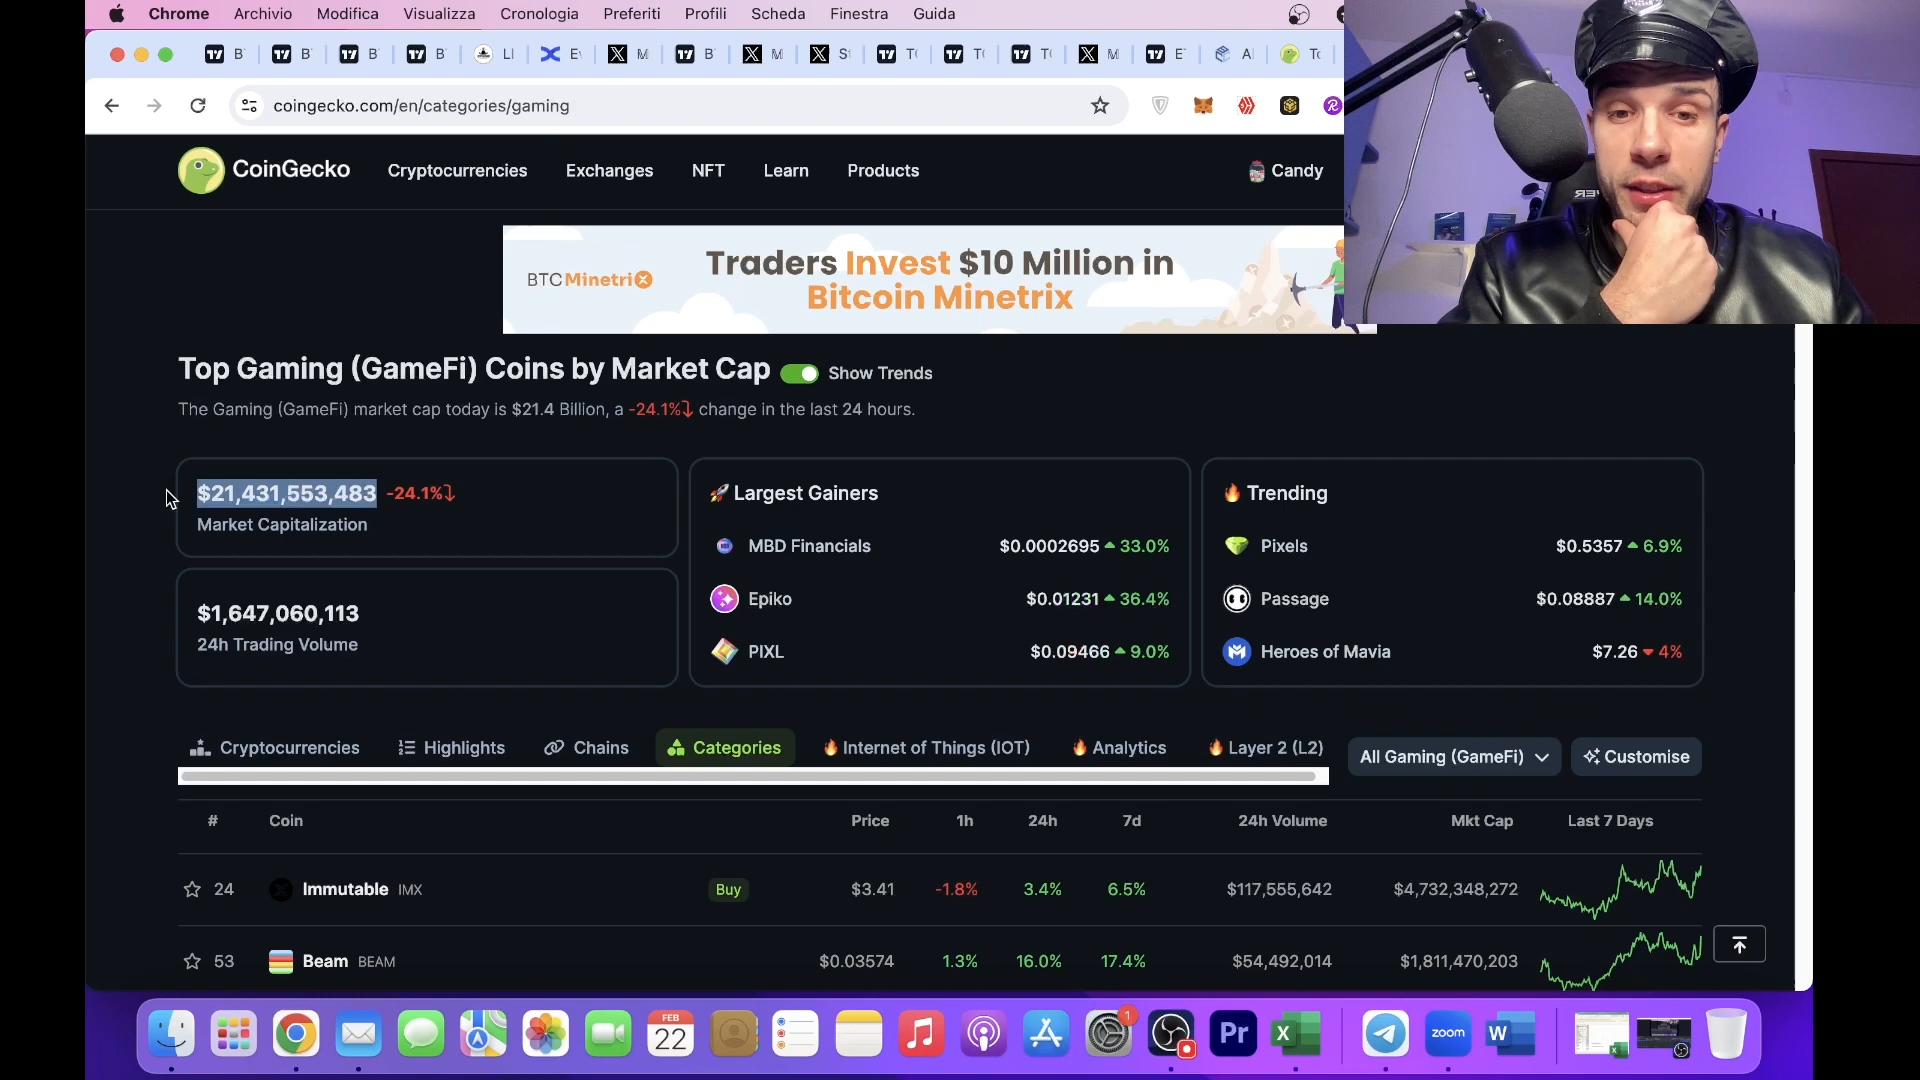 Chrome Archivio Modifica Visualizza Cronologia Preferiti Profili Scheda Finestra Guida
B B B B LI E\ M B M S T( T( T( M E A To
coingecko.com/en/categories/gaming
CoinGecko Cryptocurrencies Exchanges NFT Learn Products Candy
BTCMinetrix
Traders Invest $10 Million in
Bitcoin Minetrix
Top Gaming (GameFi) Coins by Market Cap Show Trends
The Gaming (GameFi) market cap today is $21.4 Billion, a -24.1% change in the last 24 hours.
$21,431,553,483 -24.1%
Market Capitalization
$1,647,060,113
24h Trading Volume
Largest Gainers
MBD Financials $0.0002695 33.0%
Epiko $0.01231 36.4%
PIXL $0.09466 9.0%
Trending
Pixels $0.5357 6.9%
Passage $0.08887 14.0%
Heroes of Mavia $7.26 4%
Cryptocurrencies Highlights Chains Categories Internet of Things (IOT) Analytics Layer 2 (L2) All Gaming (GameFi) Customise
# Coin Price 1h 24h 7d 24h Volume Mkt Cap Last 7 Days
24 Immutable IMX Buy $3.41 -1.8% 3.4% 6.5% $117,555,642 $4,732,348,272
53 Beam BEAM $0.03574 1.3% 16.0% 17.4% $54,492,014 $1,811,470,203
FEB
22
1
Pr
X
zoom
W